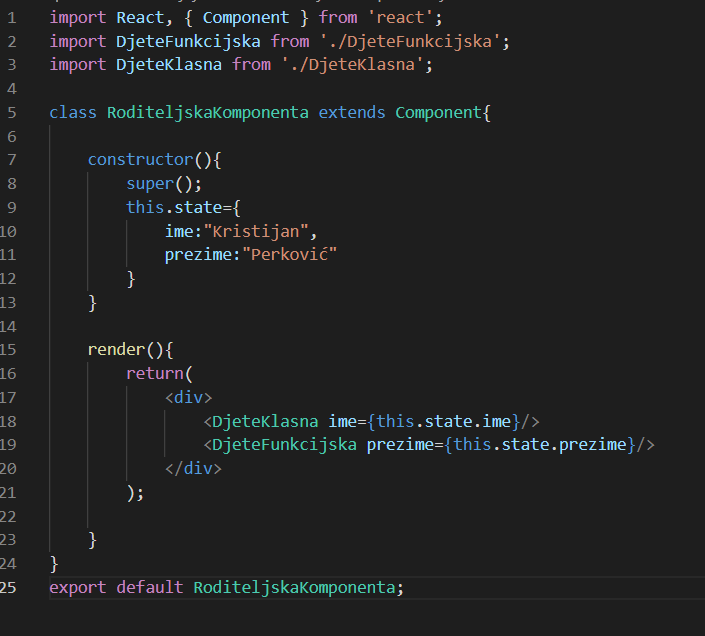 1 import React, { Component } from 'react';
2 import DjeteFunkcijska from './DjeteFunkcijska';
3 import DjeteKlasna from './DjeteKlasna';
4
5 class RoditeljskaKomponenta extends Component{
6
7     constructor(){
8         super();
9         this.state={
10             ime:"Kristijan",
11             prezime:"Perković"
12         }
13     }
14
15     render(){
16         return(
17             <div>
18                 <DjeteKlasna ime={this.state.ime}/>
19                 <DjeteFunkcijska prezime={this.state.prezime}/>
20             </div>
21         );
22
23     }
24 }
25 export default RoditeljskaKomponenta;